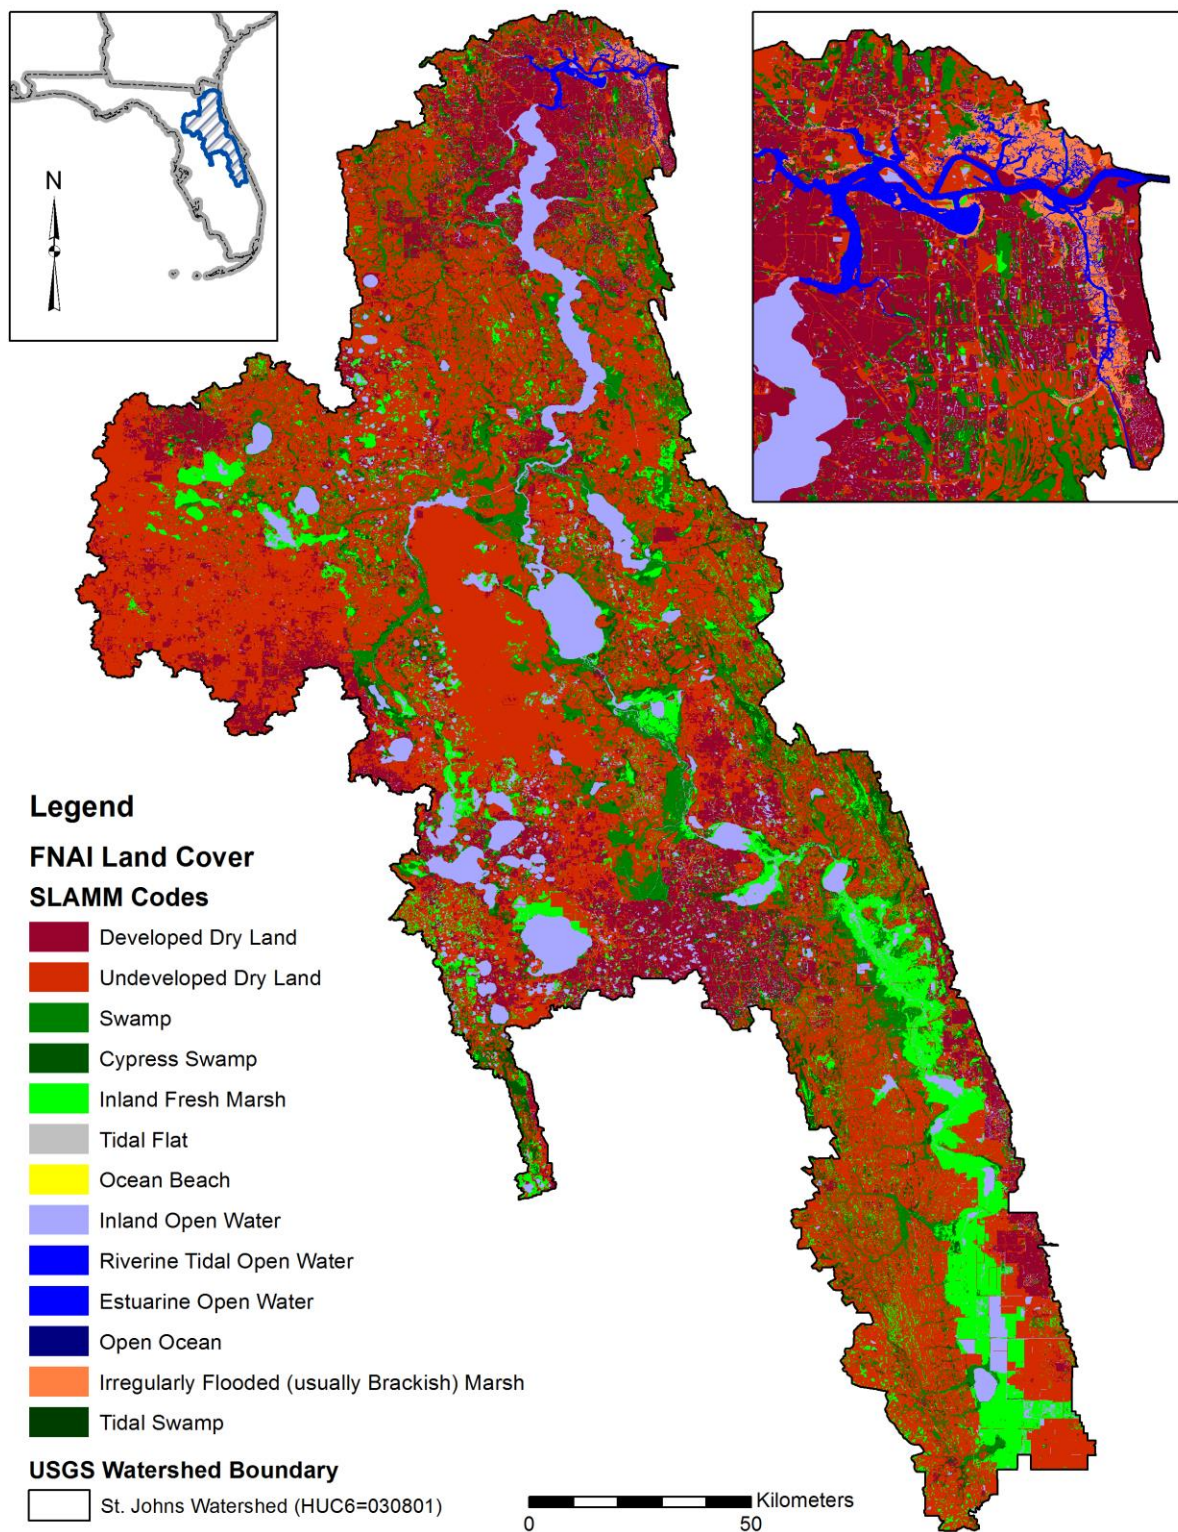 N
Legend
FNAI Land Cover
SLAMM Codes
Developed Dry Land
Undeveloped Dry Land
Swamp
Cypress Swamp
Inland Fresh Marsh
Tidal Flat
Ocean Beach
Inland Open Water
Riverine Tidal Open Water
Estuarine Open Water
Open Ocean
Irregularly Flooded (usually Brackish) Marsh
Tidal Swamp
USGS Watershed Boundary
St. Johns Watershed (HUC6=030801)
Kilometers
0 50